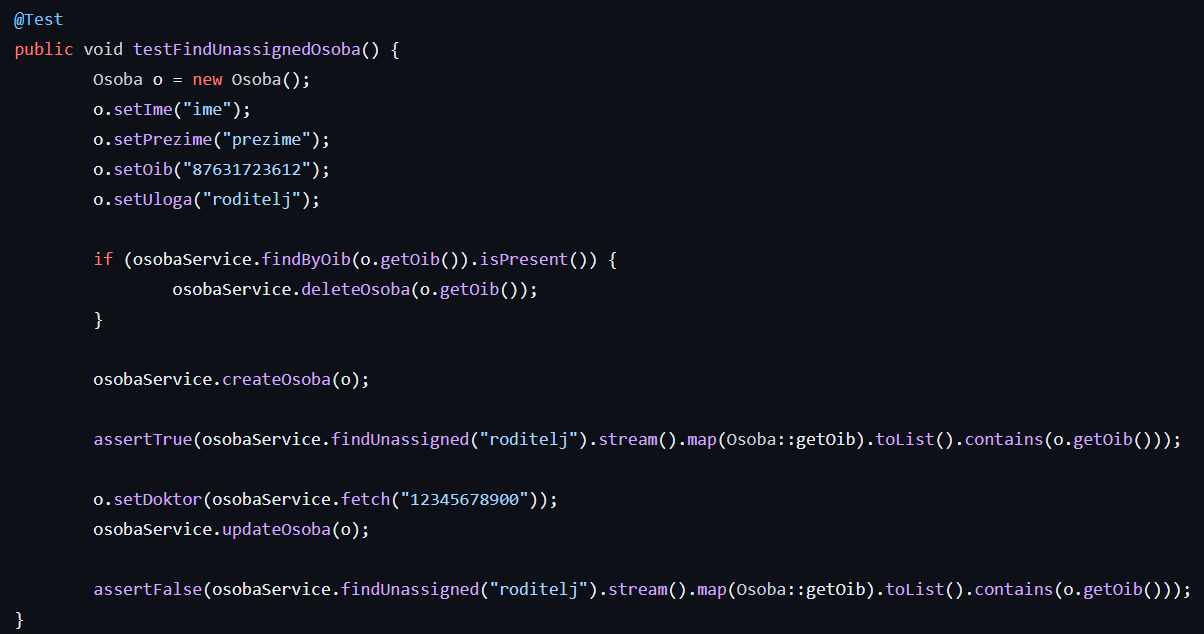 @Test
public void testFindUnassignedOsoba() {
        Osoba o = new Osoba();
        o.setIme("ime");
        o.setPrezime("prezime");
        o.setOib("87631723612");
        o.setUloga("roditelj");

        if (osobaService.findByOib(o.getOib()).isPresent()) {
                osobaService.deleteOsoba(o.getOib());
        }

        osobaService.createOsoba(o);

        assertTrue(osobaService.findUnassigned("roditelj").stream().map(Osoba::getOib).toList().contains(o.getOib()));

        o.setDoktor(osobaService.fetch("12345678900"));
        osobaService.updateOsoba(o);

        assertFalse(osobaService.findUnassigned("roditelj").stream().map(Osoba::getOib).toList().contains(o.getOib()));
}